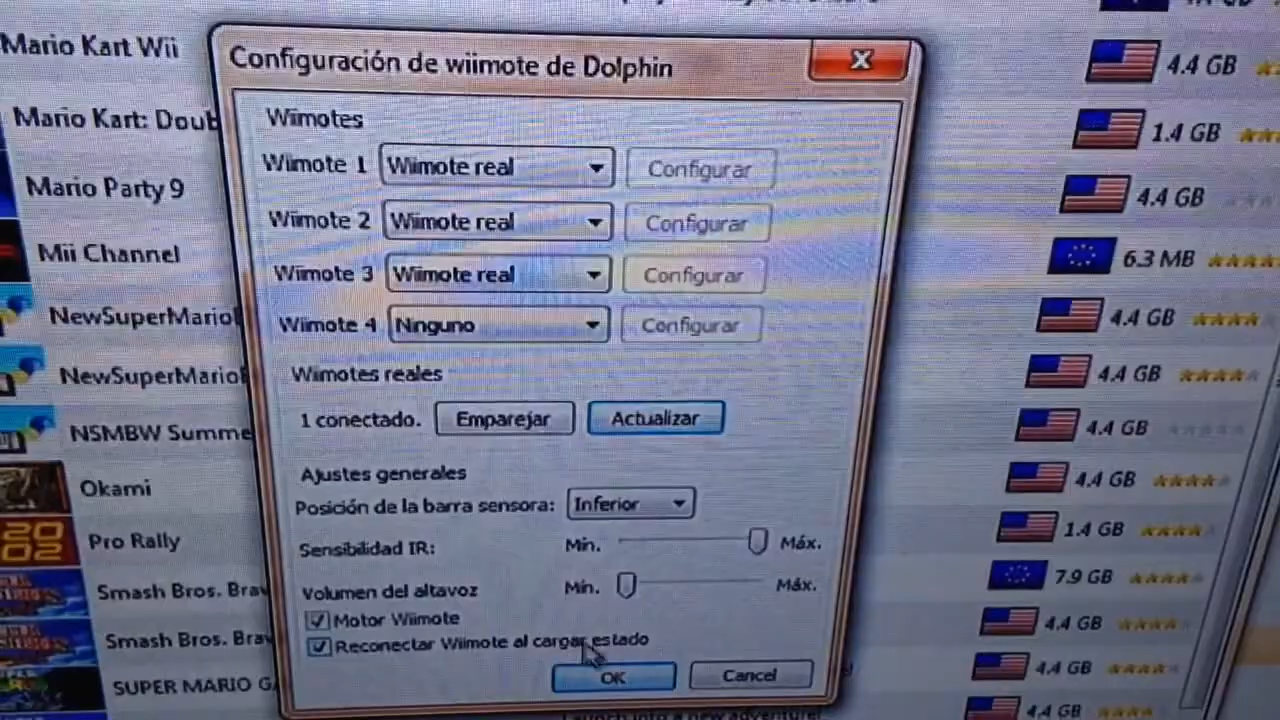 Mario Kart Wii
Mario Kart: Doub
Mario Party 9
Mii Channel
NewSuperMario
NewSuperMario
NSMBW Summe
Okami
2002
Pro Rally
Smash Bros. Braw
Smash Bros. Bra
SUPER MARIO GA
Configuración de wiimote de Dolphin
Wiimotes
Wiimote 1 Wiimote real Configurar
Wiimote 2 Wiimote real Configurar
Wiimote 3 Wiimote real Configurar
Wiimote 4 Ninguno Configurar
Wiimotes reales
1 conectado. Emparejar Actualizar
Ajustes generales
Posición de la barra sensora: Inferior
Sensibilidad IR: Mín. Máx.
Volumen del altavoz Mín. Máx.
Motor Wiimote
Reconectar Wiimote al cargar estado
OK Cancel
4.4 GB
1.4 GB
4.4 GB
6.3 MB
4.4 GB
4.4 GB
4.4 GB
4.4 GB
1.4 GB
7.9 GB
4.4 GB
4.4 GB
4.4 GB